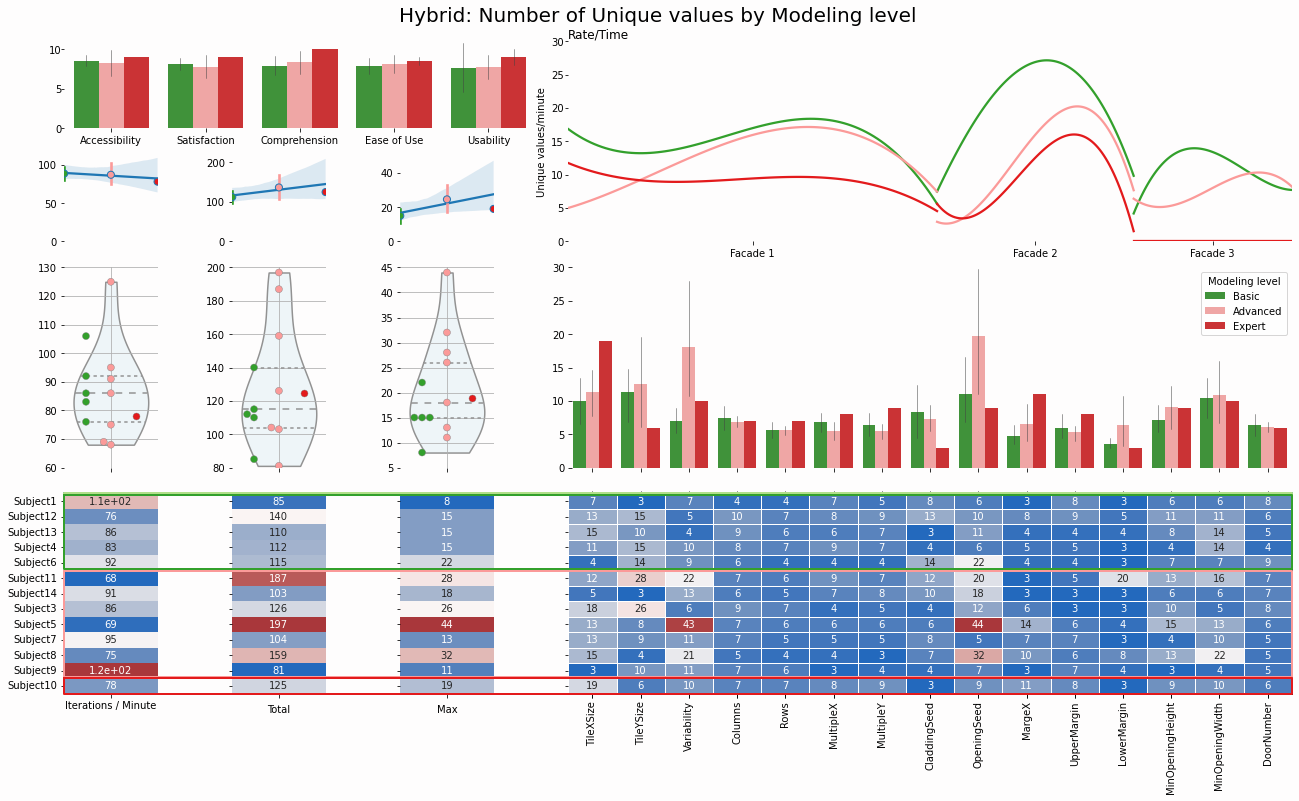 Hybrid: Number of Unique values by Modeling level
10
5
0
Accessibility Satisfaction Comprehension Ease of Use Usability
Rate/Time
Unique values/minute
30
25
20
15
10
5
0
Facade 1 Facade 2 Facade 3
100
50
0
200
100
0
40
20
0
130
120
110
100
90
80
70
60
200
180
160
140
120
100
80
45
40
35
30
25
20
15
10
5
30
25
20
15
10
5
0
Modeling level
Basic
Advanced
Expert
Subject1 1.1e+02 85 8 7 3 7 4 4 7 5 8 6 3 8 3 6 6 8
Subject12 76 140 15 13 15 5 10 7 8 9 13 10 8 9 5 11 11 6
Subject13 86 110 15 15 10 4 9 6 6 7 3 11 4 4 4 8 14 5
Subject4 83 112 15 11 15 10 8 7 9 7 4 6 5 5 3 4 14 4
Subject6 92 115 22 4 14 9 6 4 4 4 14 22 4 4 3 7 7 9
Subject11 68 187 28 12 28 22 7 6 9 7 12 20 3 5 20 13 16 7
Subject14 91 103 18 5 3 13 6 5 7 8 10 18 3 3 3 6 6 7
Subject3 86 126 26 18 26 6 9 7 4 5 4 12 6 3 3 10 5 8
Subject5 69 197 44 13 8 43 7 6 6 6 6 44 14 6 4 15 13 6
Subject7 95 104 13 13 9 11 7 5 5 5 8 5 7 7 3 4 10 5
Subject8 75 159 32 15 4 21 5 4 4 3 7 32 10 6 8 13 22 5
Subject9 1.2e+02 81 11 3 10 11 7 6 3 4 4 7 3 7 4 3 4 5
Subject10 78 125 19 19 6 10 7 7 8 9 3 9 11 8 3 9 10 6
Iterations / Minute Total Max
TileXSize
TileYSize
Variability
Columns
Rows
MultipleX
MultipleY
CladdingSeed
OpeningSeed
MargeX
UpperMargin
LowerMargin
MinOpeningHeight
MinOpeningWidth
DoorNumber